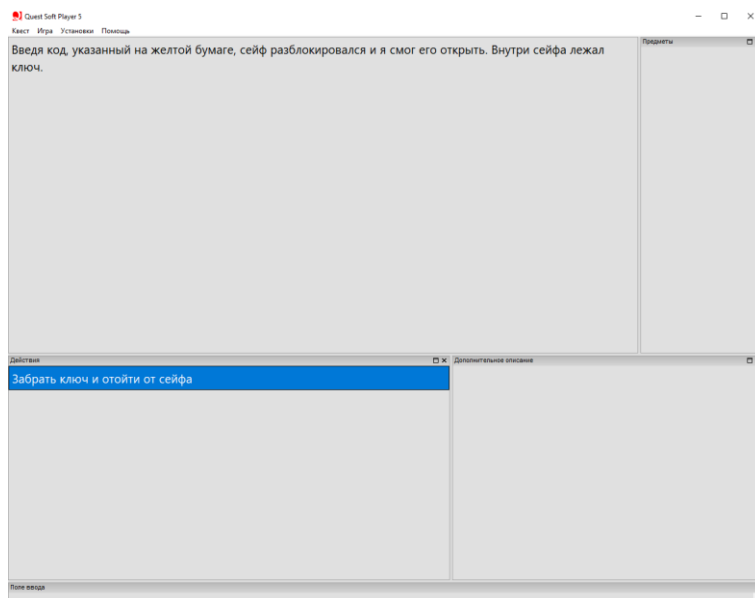 Quest Soft Player 5
Квест Игра Установки Помощь
Введя код, указанный на желтой бумаге, сейф разблокировался и я смог его открыть. Внутри сейфа лежал
ключ.
Предметы
Действия
Забрать ключ и отойти от сейфа
Дополнительное описание
Поле ввода